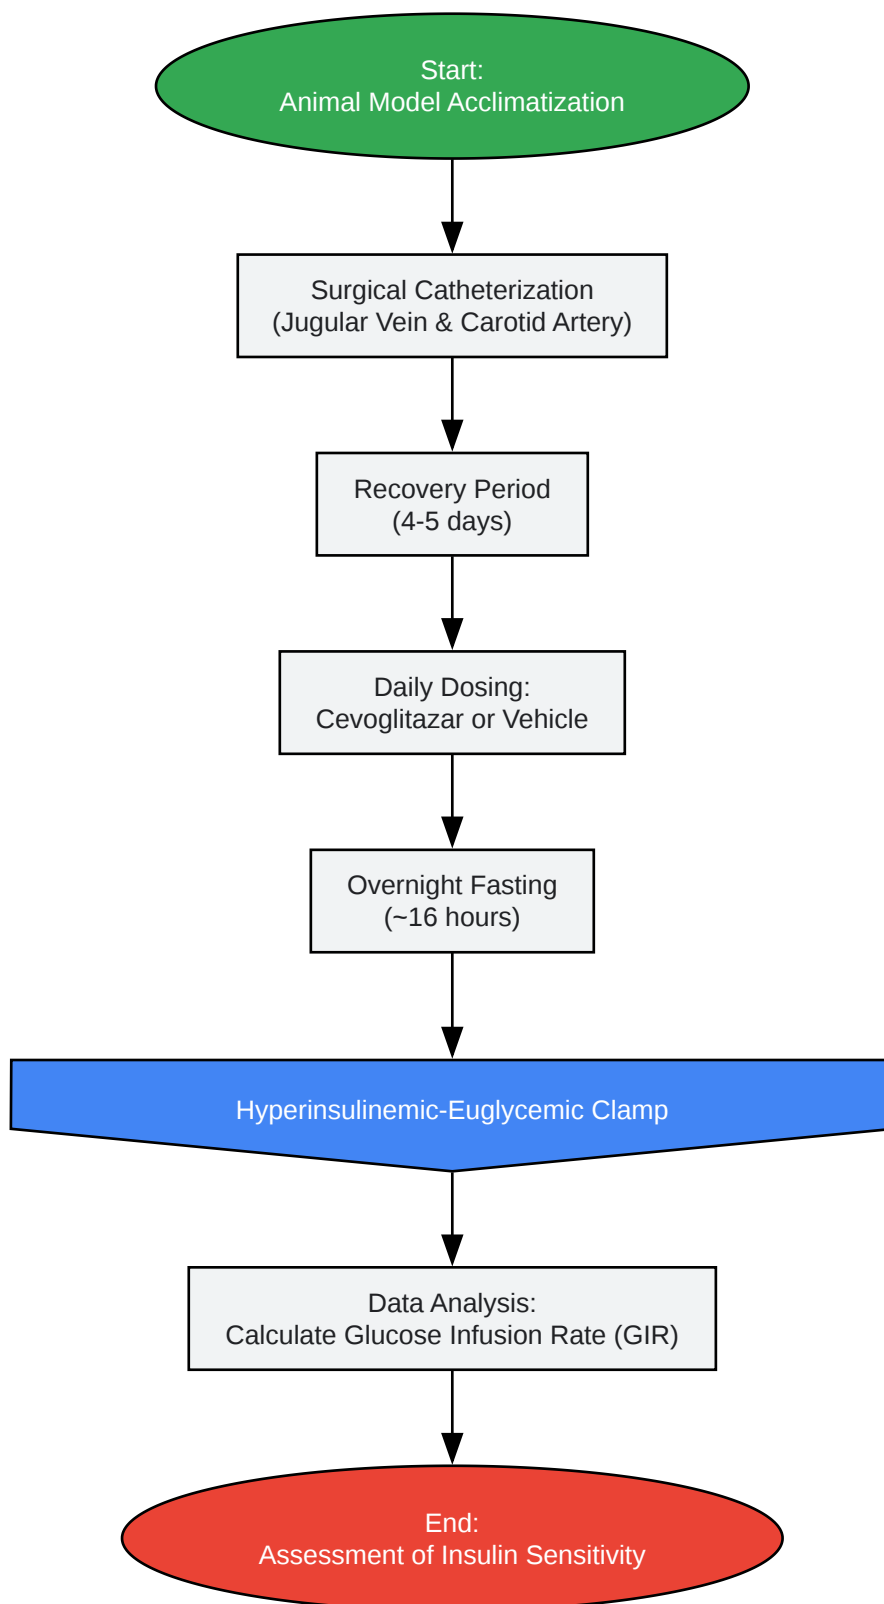 Start:
Animal Model Acclimatization
Surgical Catheterization
(Jugular Vein & Carotid Artery)
Recovery Period
(4-5 days)
Daily Dosing:
Cevoglitazar or Vehicle
Overnight Fasting
(~16 hours)
Hyperinsulinemic-Euglycemic Clamp
Data Analysis:
Calculate Glucose Infusion Rate (GIR)
End:
Assessment of Insulin Sensitivity